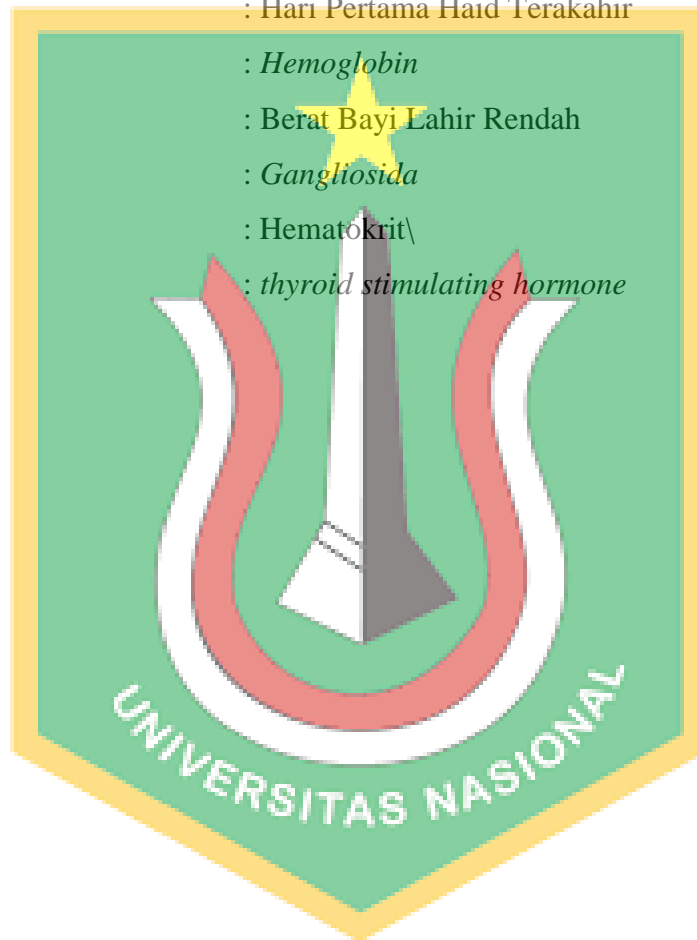 : Hari Pertama Haid Terakahir
: Hemoglobin
: Berat Bayi Lahir Rendah
: Gangliosida
: Hematokrit\
: thyroid stimulating hormone
UNIVERSITAS NASIONAL